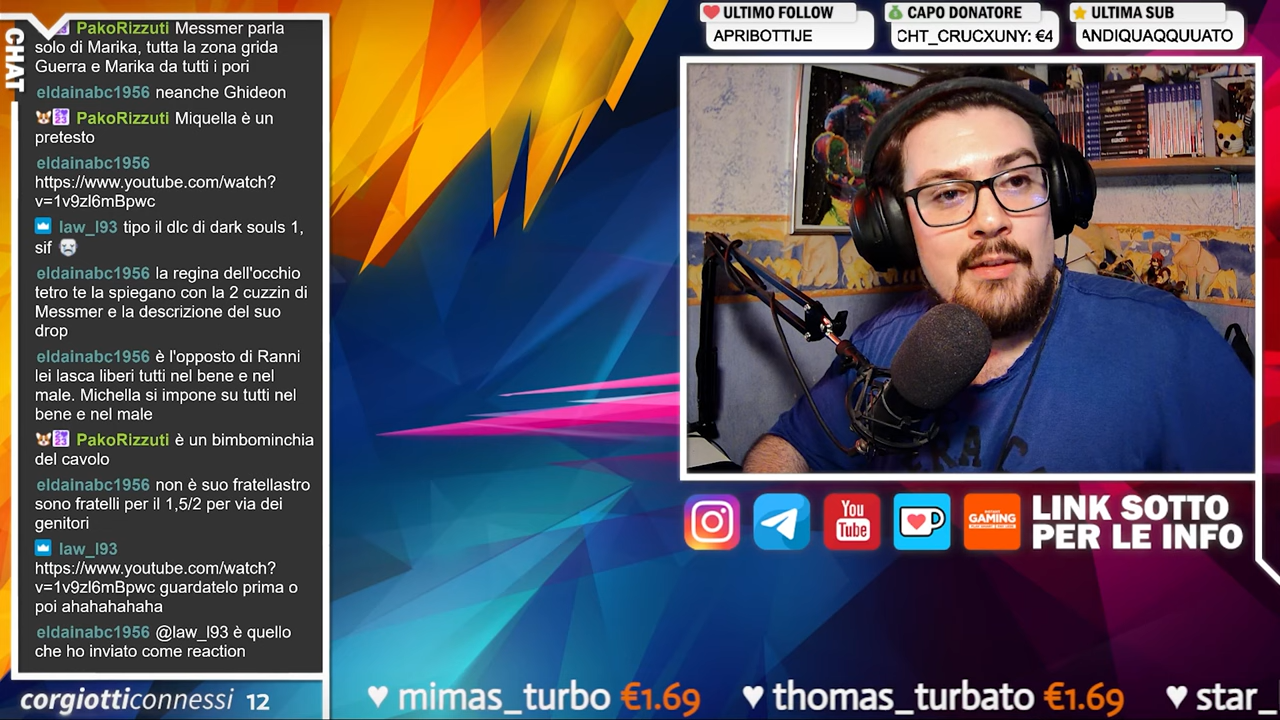 CHAT
PakoRizzuti Messmer parla
solo di Marika, tutta la zona grida
Guerra e Marika da tutti i pori
eldainabc1956 neanche Ghideon
PakoRizzuti Miquella è un
pretesto
eldainabc1956
https://www.youtube.com/watch?
v=1v9zl6mBpwc
law_l93 tipo il dlc di dark souls 1,
sif
eldainabc1956 la regina dell'occhio
tetro te la spiegano con la 2 cuzzin di
Messmer e la descrizione del suo
drop
eldainabc1956 è l'opposto di Ranni
lei lasca liberi tutti nel bene e nel
male. Michella si impone su tutti nel
bene e nel male
PakoRizzuti è un bimbominchia
del cavolo
eldainabc1956 non è suo fratellastro
sono fratelli per il 1,5/2 per via dei
genitori
law_l93
https://www.youtube.com/watch?
v=1v9zl6mBpwc guardatelo prima o
poi ahahahahaha
eldainabc1956 @law_l93 è quello
che ho inviato come reaction
corgiotticonnessi 12
ULTIMO FOLLOW
APRIBOTTIJE
CAPO DONATORE
CHT_CRUCXUNY: €4
ULTIMA SUB
ANDIQUAQQUUATO
You
Tube
GAMING
LINK SOTTO
PER LE INFO
mimas_turbo €1.69 thomas_turbato €1.69 star_